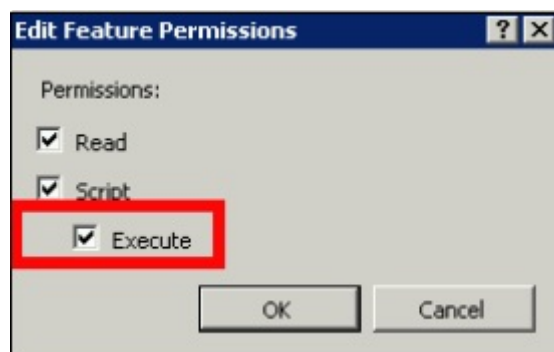 Edit Feature Permissions
Permissions:
Read
Script
Execute
OK Cancel